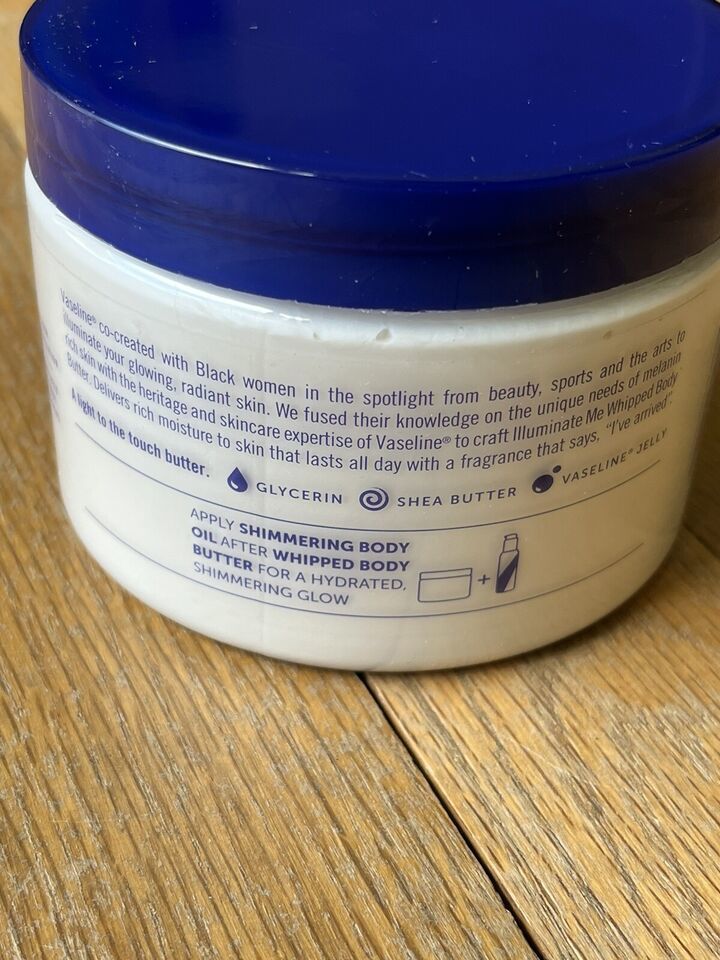 Vaseline® co-created with Black women in the spotlight from beauty, sports and the arts to
illuminate your glowing, radiant skin. We fused their knowledge on the unique needs of melanin
rich skin with the heritage and skincare expertise of Vaseline® to craft Illuminate Me Whipped Body
Butter. Delivers rich moisture to skin that lasts all day with a fragrance that says, "I've arrived"
A light to the touch butter.
GLYCERIN SHEA BUTTER VASELINE® JELLY
APPLY SHIMMERING BODY
OIL AFTER WHIPPED BODY
BUTTER FOR A HYDRATED,
SHIMMERING GLOW